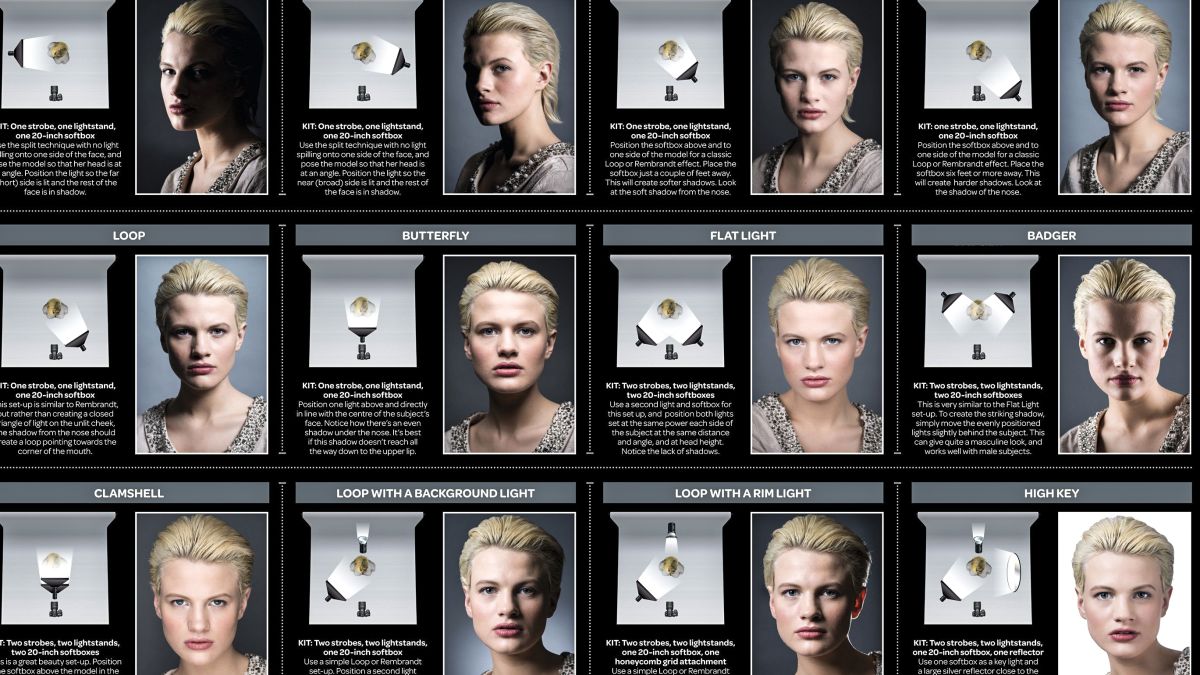 KIT: One strobe, one lightstand,
one 20-inch softbox
the split technique with no light
onto one side of the face, and
the model so that her head is at
angle. Position the light so the far
side is lit and the rest of the
face is in shadow.
KIT: One strobe, one lightstand,
one 20-inch softbox
Use the split technique with no light
spilling onto one side of the face, and
pose the model so that her head is
at an angle. Position the light so the
near (broad) side is lit and the rest of
the face is in shadow.
KIT: One strobe, one lightstand,
one 20-inch softbox
Position the softbox above and to
one side of the model for a classic
Loop or Rembrandt effect. Place the
softbox just a couple of feet away.
This will create softer shadows. Look
at the soft shadow from the nose.
KIT: one strobe, one lightstand,
one 20-inch softbox
Position the softbox above and to
one side of the model for a classic
Loop or Rembrandt effect. Place the
softbox six feet or more away. This
will create harder shadows. Look at
the shadow of the nose.
LOOP
IT: One strobe, one lightstand,
one 20-inch softbox
set-up is similar to Rembrandt,
but rather than creating a closed
of light on the unlit cheek,
the shadow from the nose should
create a loop pointing towards the
corner of the mouth.
BUTTERFLY
KIT: One strobe, one lightstand,
one 20-inch softbox
Position one light above and directly
in line with the centre of the subject's
face. Notice how there's an even
shadow under the nose. It's best
if this shadow doesn't reach all
the way down to the upper lip.
FLAT LIGHT
KIT: Two strobes, two lightstands,
two 20-inch softboxes
Use a second light and softbox for
this set up, and position both lights
set at the same power each side of
the subject at the same distance
and angle, and at head height.
Notice the lack of shadows.
BADGER
KIT: Two strobes, two lightstands,
two 20-inch softboxes
This is very similar to the Flat Light
set-up. To create the striking shadow,
simply move the evenly positioned
lights slightly behind the subject. This
can give quite a masculine look, and
works well with male subjects.
CLAMSHELL
Two strobes, two lightstands,
two 20-inch softboxes
is a great beauty set-up. Position
softbox above the model in the
LOOP WITH A BACKGROUND LIGHT
KIT: Two strobes, two lightstands,
one 20-inch softbox
Use a simple Loop or Rembrandt
set-up. Position a second light
LOOP WITH A RIM LIGHT
KIT: Two strobes, two lightstands,
one 20-inch softbox, one
honeycomb grid attachment
Use a simple Loop or Rembrandt
HIGH KEY
KIT: Two strobes, two lightstands,
one 20-inch softbox, one reflector
Use one softbox as a key light and
a large silver reflector close to the